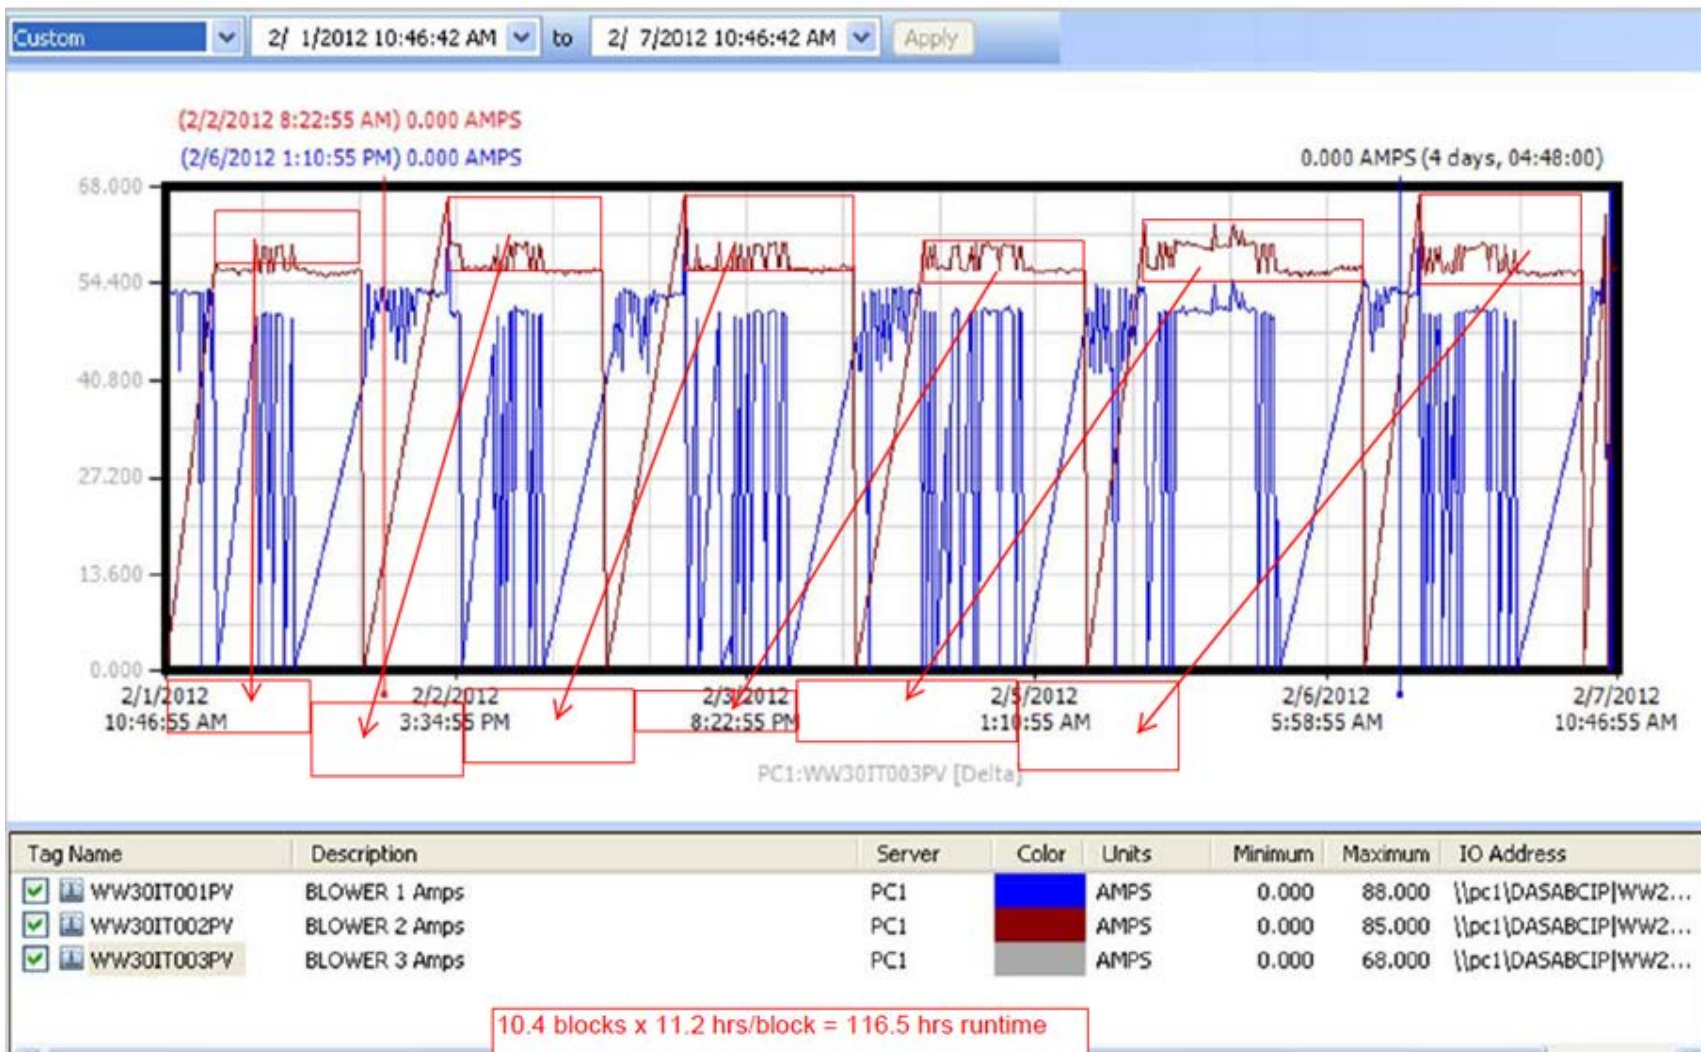 Custom 2/ 1/2012 10:46:42 AM to 2/ 7/2012 10:46:42 AM Apply
(2/2/2012 8:22:55 AM) 0.000 AMPS
(2/6/2012 1:10:55 PM) 0.000 AMPS 0.000 AMPS (4 days, 04:48:00)
68.000
54.400
40.800
27.200
13.600
0.000
2/1/2012 2/2/2012 2/3/2012 2/5/2012 2/6/2012 2/7/2012
10:46:55 AM 3:34:55 PM 8:22:55 PM 1:10:55 AM 5:58:55 AM 10:46:55 AM
PC1:WW30IT003PV [Delta]
Tag Name Description Server Color Units Minimum Maximum IO Address
WW30IT001PV BLOWER 1 Amps PC1 AMPS 0.000 88.000 \\pc1\DASABCIP|WW2...
WW30IT002PV BLOWER 2 Amps PC1 AMPS 0.000 85.000 \\pc1\DASABCIP|WW2...
WW30IT003PV BLOWER 3 Amps PC1 AMPS 0.000 68.000 \\pc1\DASABCIP|WW2...
10.4 blocks x 11.2 hrs/block = 116.5 hrs runtime